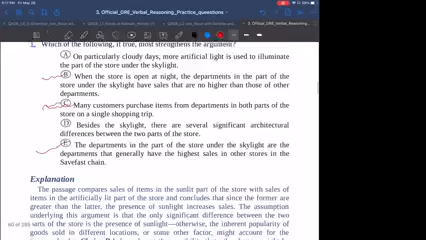 3. Official_GRE_Verbal_Reasoning_Practice_questions
1. Which of the following, if true, most strengthens the argument?
A On particularly cloudy days, more artificial light is used to illuminate
the part of the store under the skylight.
B When the store is open at night, the departments in the part of the
store under the skylight have sales that are no higher than those of other
departments.
C Many customers purchase items from departments in both parts of the
store on a single shopping trip.
D Besides the skylight, there are several significant architectural
differences between the two parts of the store.
E The departments in the part of the store under the skylight are the
departments that generally have the highest sales in other stores in the
Savefast chain.
Explanation
The passage compares sales of items in the sunlit part of the store with sales
of items in the artificially lit part of the store and concludes that since the former are
greater than the latter, the presence of sunlight increases sales. The
assumption underlying this argument is that the only significant difference between the two
parts of the store is the presence of sunlight—otherwise, the inherent popularity of
goods sold in different locations, or some other factor, might account for the